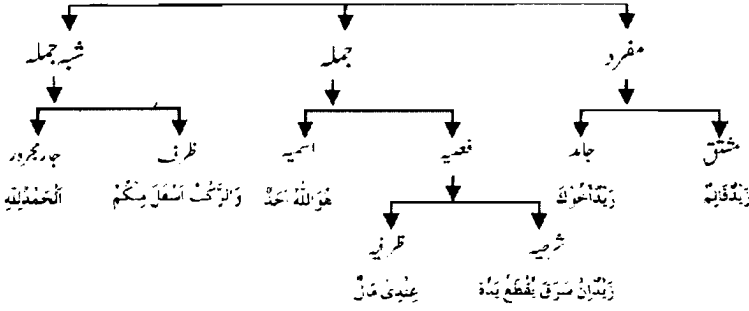 مفرد جملہ شبہ جملہ
مشتق جامد فعلیہ اسمیہ ظرف جار مجرور
زَيْدٌ قَائِمٌ زَيْدٌ اَخُوْكَ هُوَ اللّٰهُ اَحَدٌ وَالرَّكْبُ اَسْفَلَ مِنْكُمْ اَلْحَمْدُ لِلّٰهِ
شرطیہ ظرفیہ
زَيْدٌ اِنْ سَرَقَ يُقْطَعُ يَدُهٗ عِنْدِىْ مَالٌ